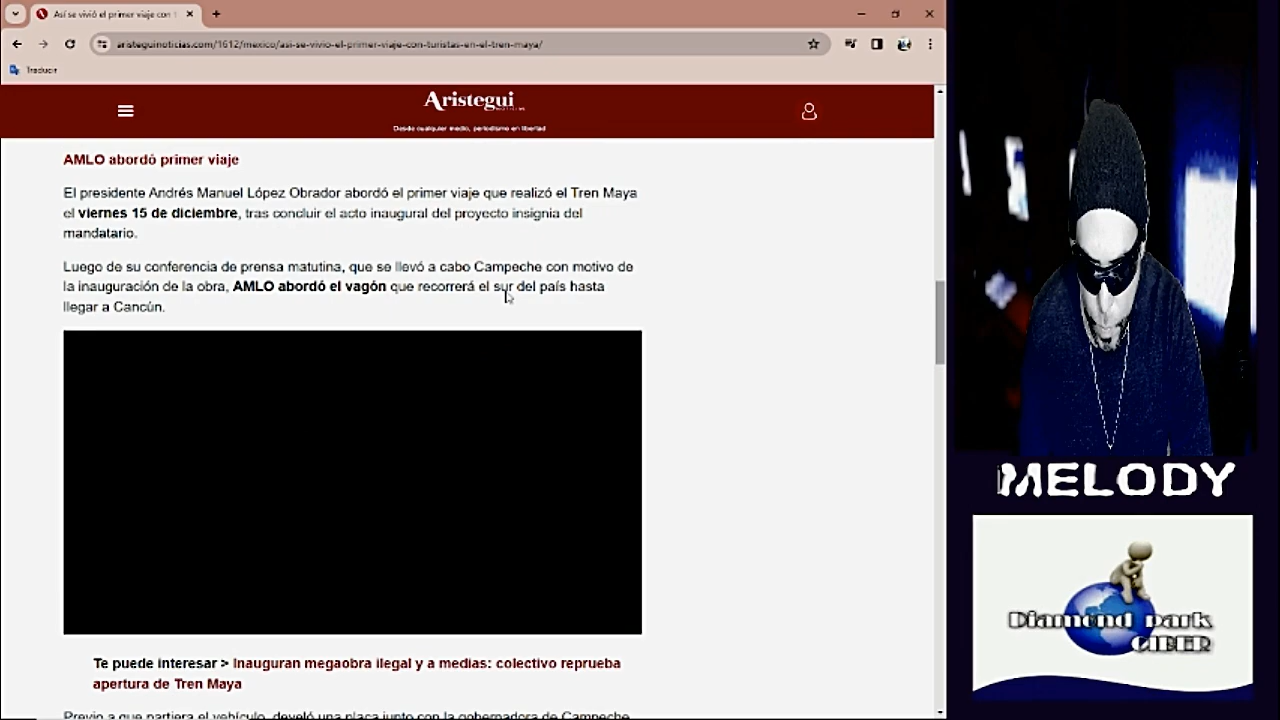 Así se vivió el primer viaje con
aristeguinoticias.com/1612/mexico/asi-se-vivio-el-primer-viaje-con-turistas-en-el-tren-maya/
Traducir
Aristegui
Desde cualquier medio, periodismo en libertad
AMLO abordó primer viaje
El presidente Andrés Manuel López Obrador abordó el primer viaje que realizó el Tren Maya
el viernes 15 de diciembre, tras concluir el acto inaugural del proyecto insignia del
mandatario.
Luego de su conferencia de prensa matutina, que se llevó a cabo Campeche con motivo de
la inauguración de la obra, AMLO abordó el vagón que recorrerá el sur del país hasta
llegar a Cancún.
Te puede interesar > Inauguran megaobra ilegal y a medias: colectivo reprueba
apertura de Tren Maya
Previo a que partiera el vehículo, develó una placa junto con la gobernadora de Campeche
MELODY
Diamond park
CIBER